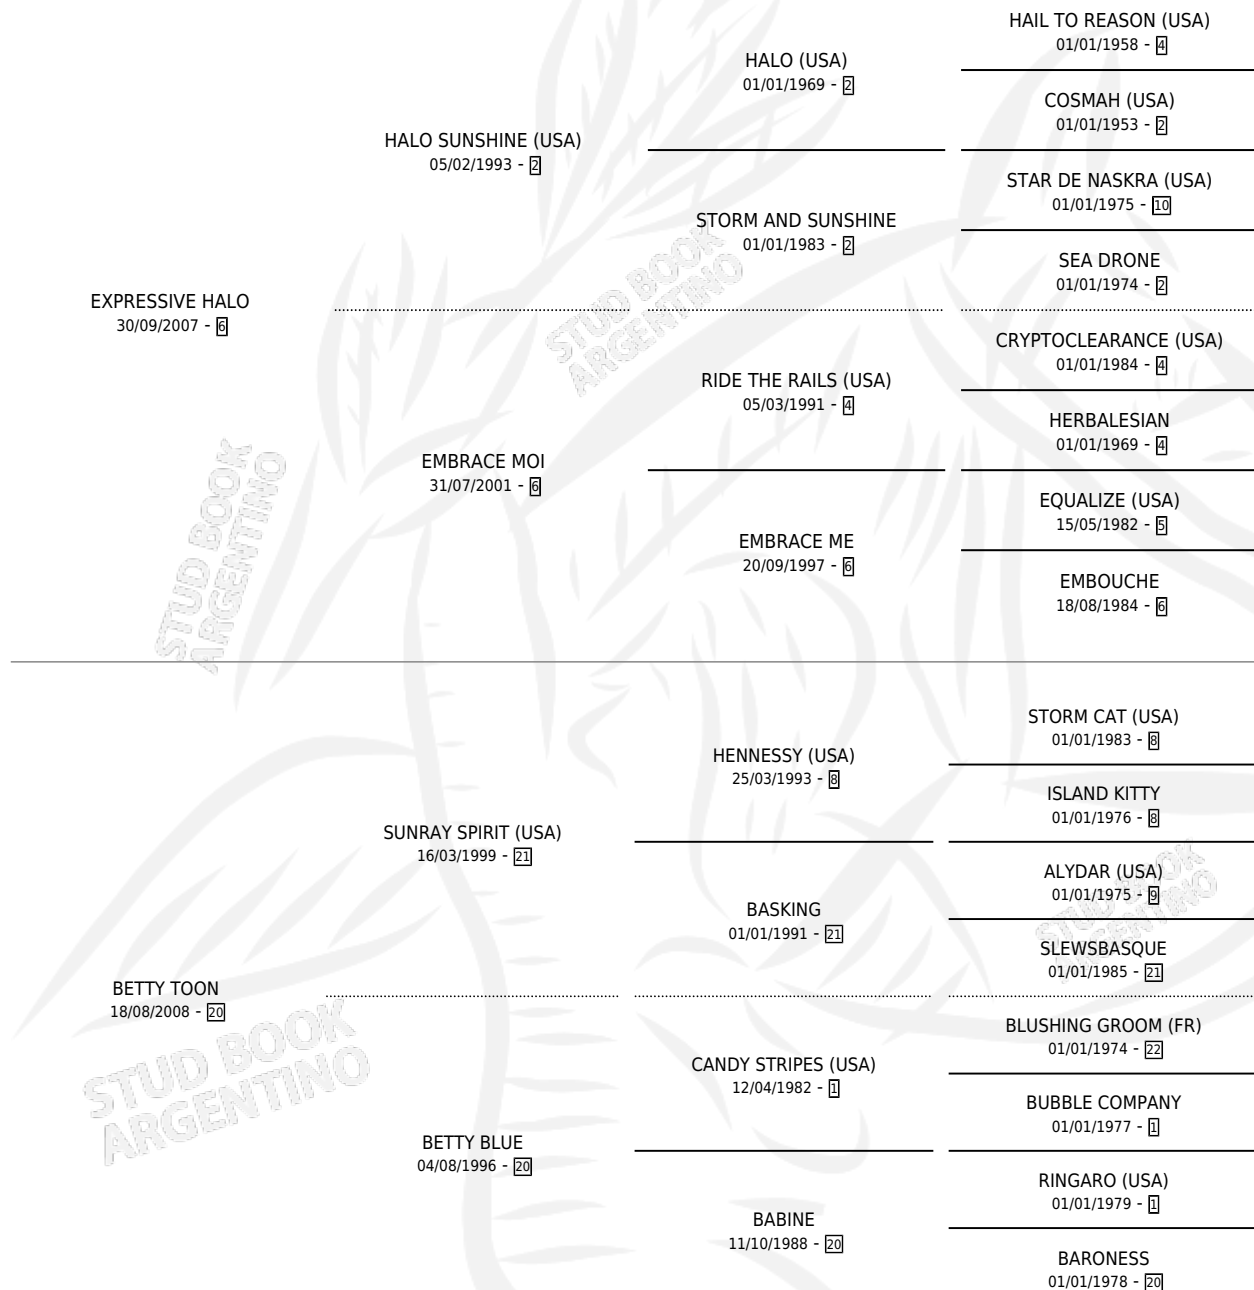 HAIL TO REASON (USA)
01/01/1958 - 4
HALO (USA)
01/01/1969 - 2
COSMAH (USA)
01/01/1953 - 2
HALO SUNSHINE (USA)
05/02/1993 - 2
STAR DE NASKRA (USA)
01/01/1975 - 10
STORM AND SUNSHINE
01/01/1983 - 2
SEA DRONE
01/01/1974 - 2
EXPRESSIVE HALO
30/09/2007 - 6
CRYPTOCLEARANCE (USA)
01/01/1984 - 4
RIDE THE RAILS (USA)
05/03/1991 - 4
HERBALESIAN
01/01/1969 - 4
EMBRACE MOI
31/07/2001 - 6
EQUALIZE (USA)
15/05/1982 - 5
EMBRACE ME
20/09/1997 - 6
EMBOUCHE
18/08/1984 - 6
STORM CAT (USA)
01/01/1983 - 8
HENNESSY (USA)
25/03/1993 - 8
ISLAND KITTY
01/01/1976 - 8
SUNRAY SPIRIT (USA)
16/03/1999 - 21
ALYDAR (USA)
01/01/1975 - 9
BASKING
01/01/1991 - 21
SLEWSBASQUE
01/01/1985 - 21
BETTY TOON
18/08/2008 - 20
BLUSHING GROOM (FR)
01/01/1974 - 22
CANDY STRIPES (USA)
12/04/1982 - 1
BUBBLE COMPANY
01/01/1977 - 1
BETTY BLUE
04/08/1996 - 20
RINGARO (USA)
01/01/1979 - 1
BABINE
11/10/1988 - 20
BARONESS
01/01/1978 - 20
STUD BOOK
ARGENTINO
STUD BOOK
ARGENTINO
STUD BOOK
ARGENTINO
STUD BOOK
ARGENTINO